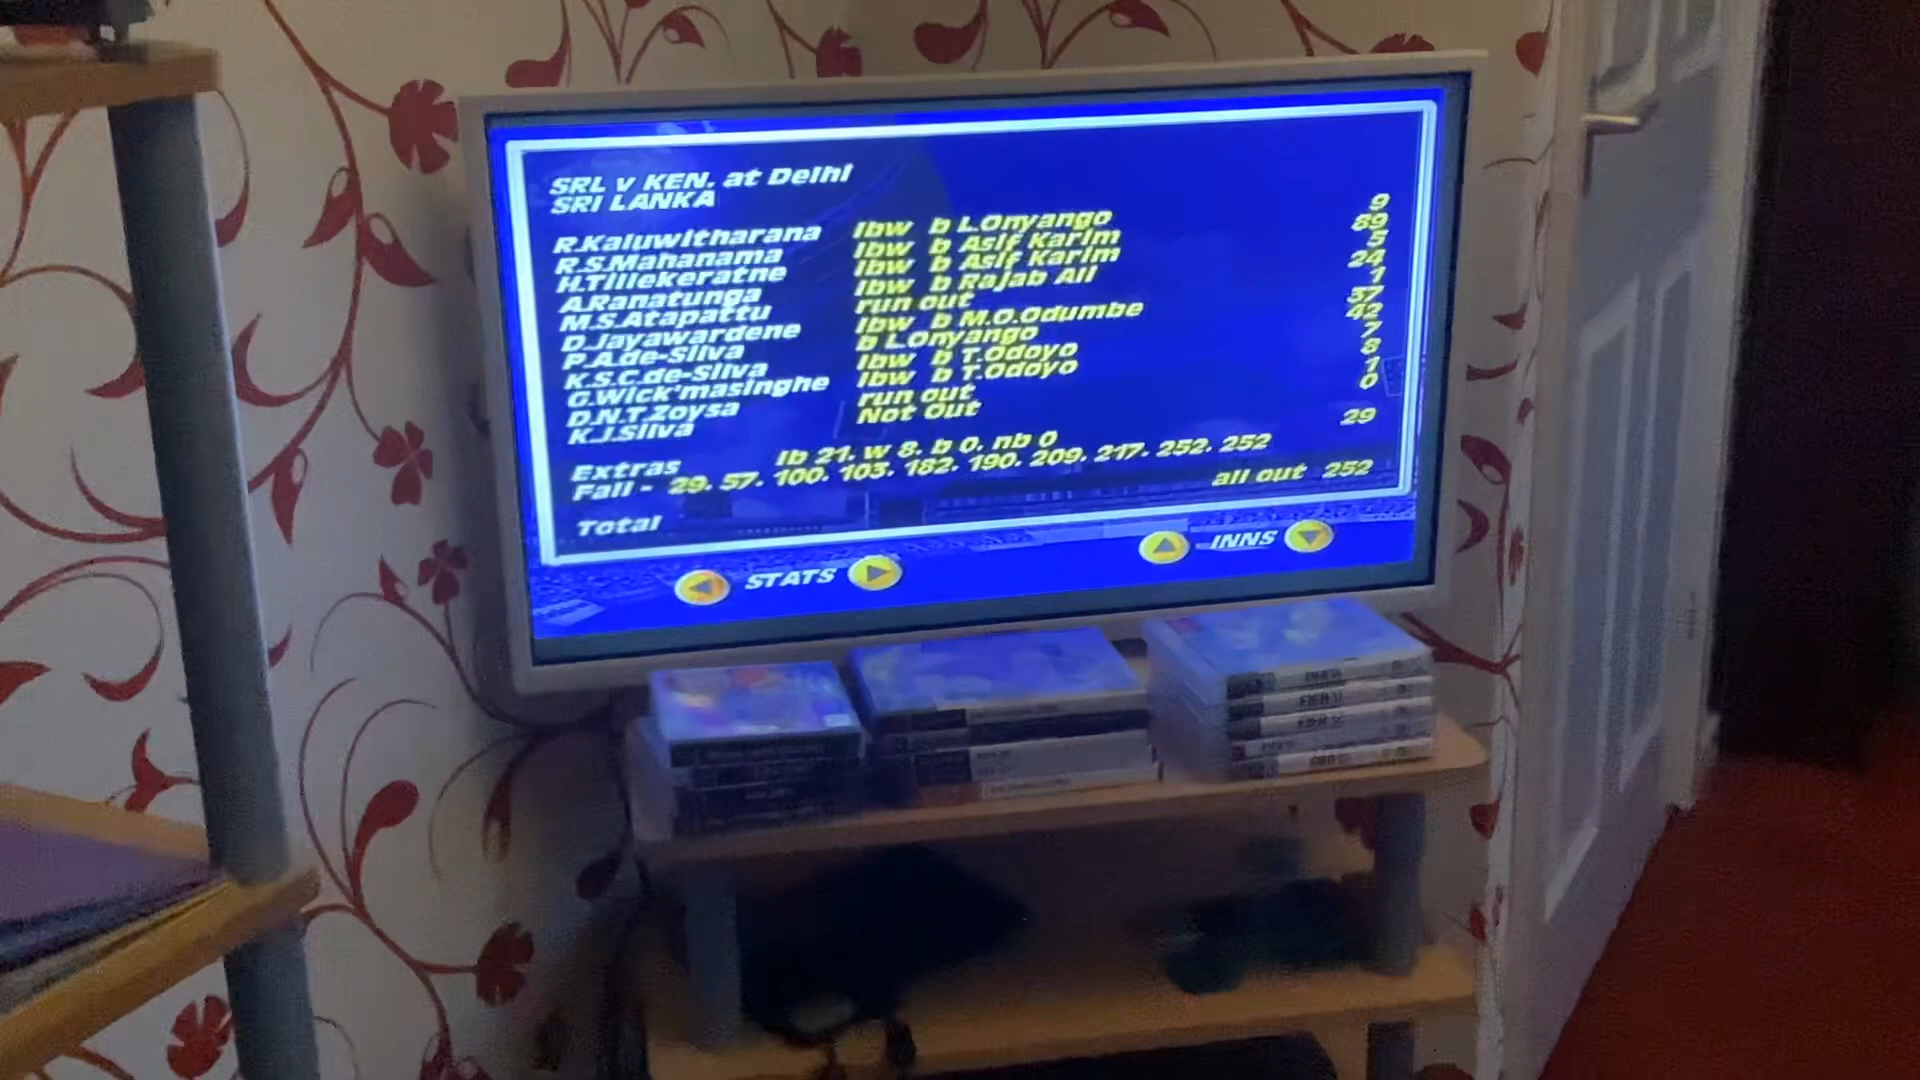 SRL v KEN. at Delhi
SRI LANKA
R.Kaluwitharana lbw b L.Onyango 9
R.S.Mahanama lbw b Asif Karim 89
H.Tillekeratne lbw b Asif Karim 5
A.Ranatunga lbw b Rajab Ali 24
M.S.Atapattu run out 1
D.Jayawardene lbw b M.O.Odumbe 37
P.A.de-Silva b L.Onyango 42
K.S.C.de-Silva lbw b T.Odoyo 7
G.Wick'masinghe lbw b T.Odoyo 8
D.N.T.Zoysa run out 1
K.J.Silva Not Out 0
Extras lb 21. w 8. b 0. nb 0 29
Fall - 29. 57. 100. 103. 182. 190. 209. 217. 252. 252
Total all out 252
STATS INNS